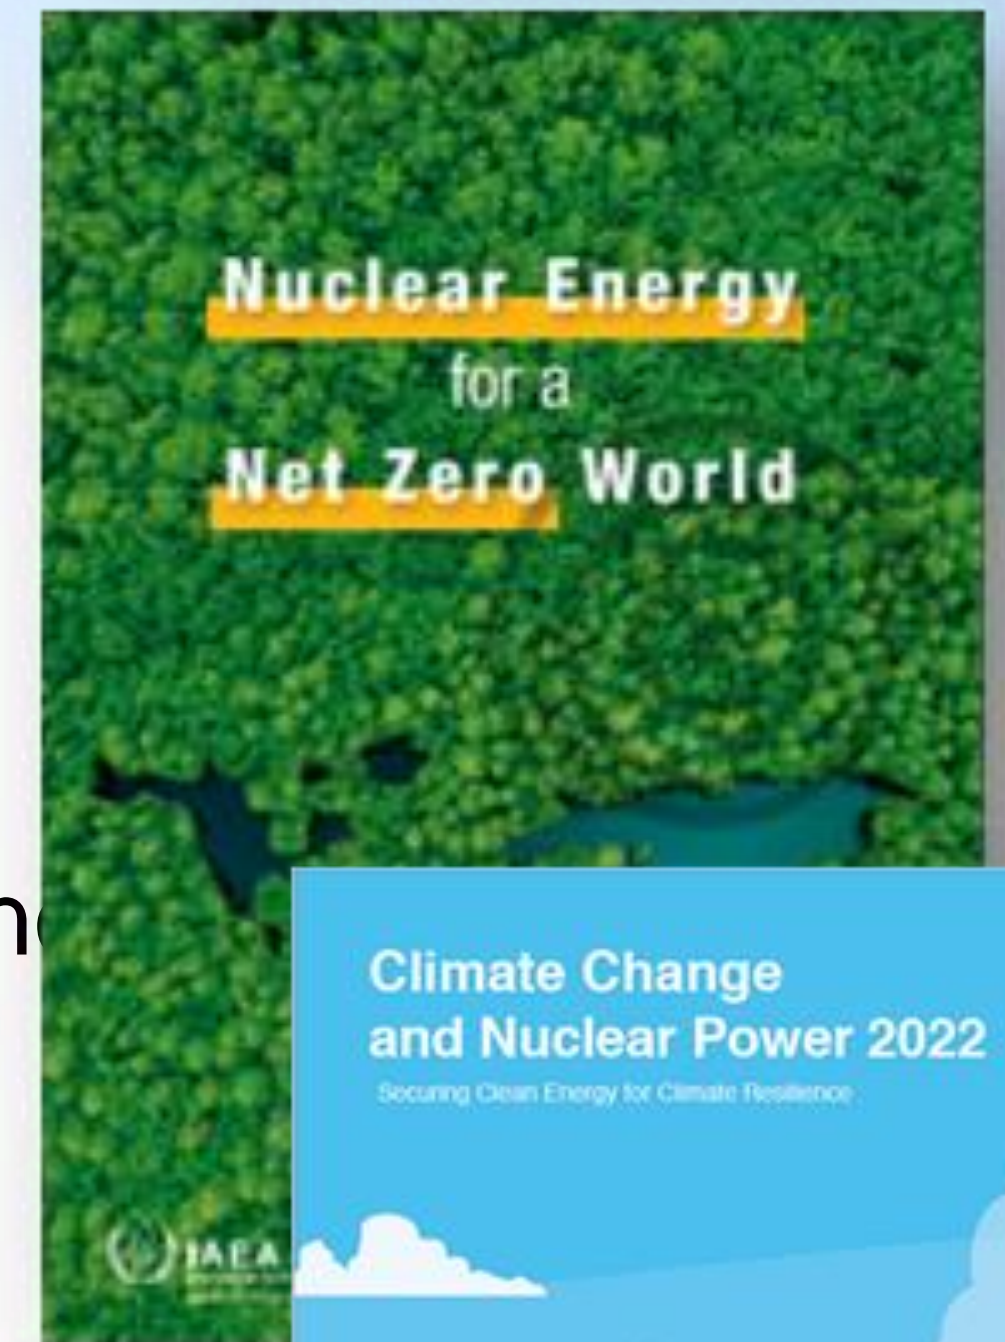 Nuclear Energy
for a
Net Zero World
Climate Change
and Nuclear Power 2022
Securing Clean Energy for Climate Resilience
IAEA